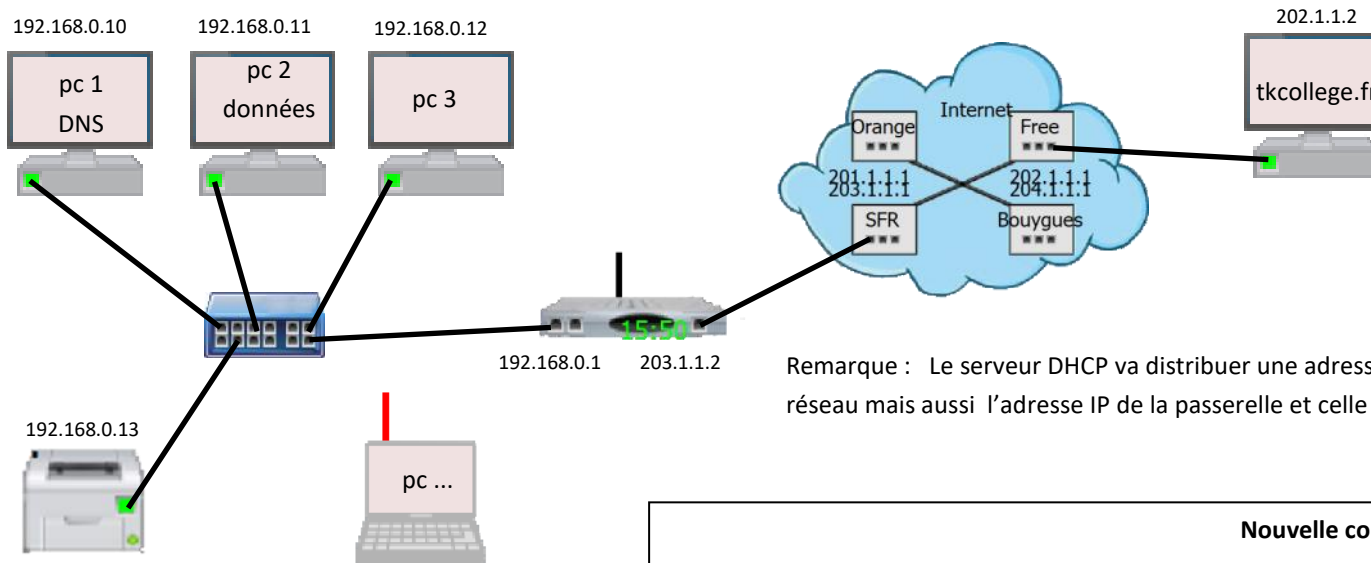 192.168.0.10
192.168.0.11
192.168.0.12
202.1.1.2
pc 1
DNS
pc 2
données
pc 3
tkcollege.fr
Internet
Orange
Free
201.1.1.1
202.1.1.1
203.1.1.1
204.1.1.1
SFR
Bouygues
15:50
192.168.0.1
203.1.1.2
Remarque : Le serveur DHCP va distribuer une adress
réseau mais aussi l’adresse IP de la passerelle et celle
192.168.0.13
pc ...
Nouvelle co